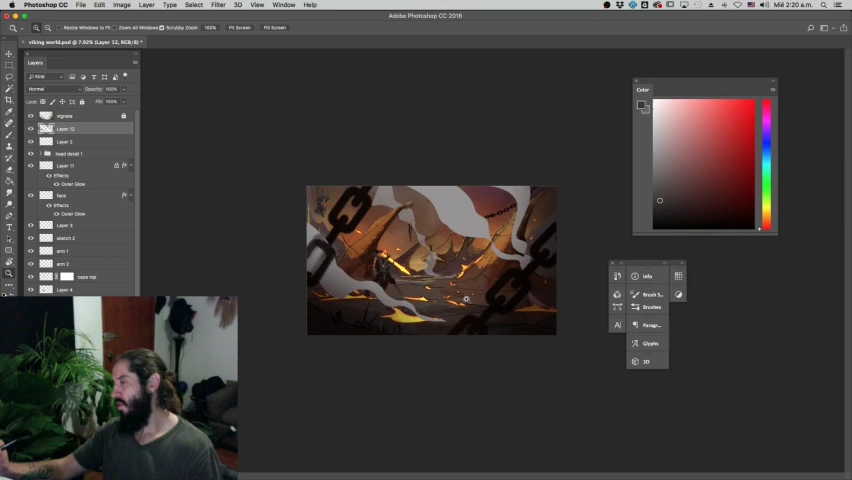 Photoshop File Edit Image Layer Type Select Filter 3D View Window Help
Mié 2:20 a.m.
Adobe Photoshop CC 2018
Resize Windows to Fit Zoom All Windows Scrubby Zoom 100% Fit Screen Fit Screen
viking world.psd @ 7.92% (Layer 12, RGB/8) *
Layers
Kind
Normal Opacity: 100%
Lock: Fill: 100%
vignete
Layer 12
Layer 2
head detail 1
Layer 11 fx
Effects
Outer Glow
face fx
Effects
Outer Glow
Layer 3
sketch 2
arm 1
arm 2
cape top
Layer 4
Color
Info
Brush S...
Brushes
Paragr...
Glyphs
3D